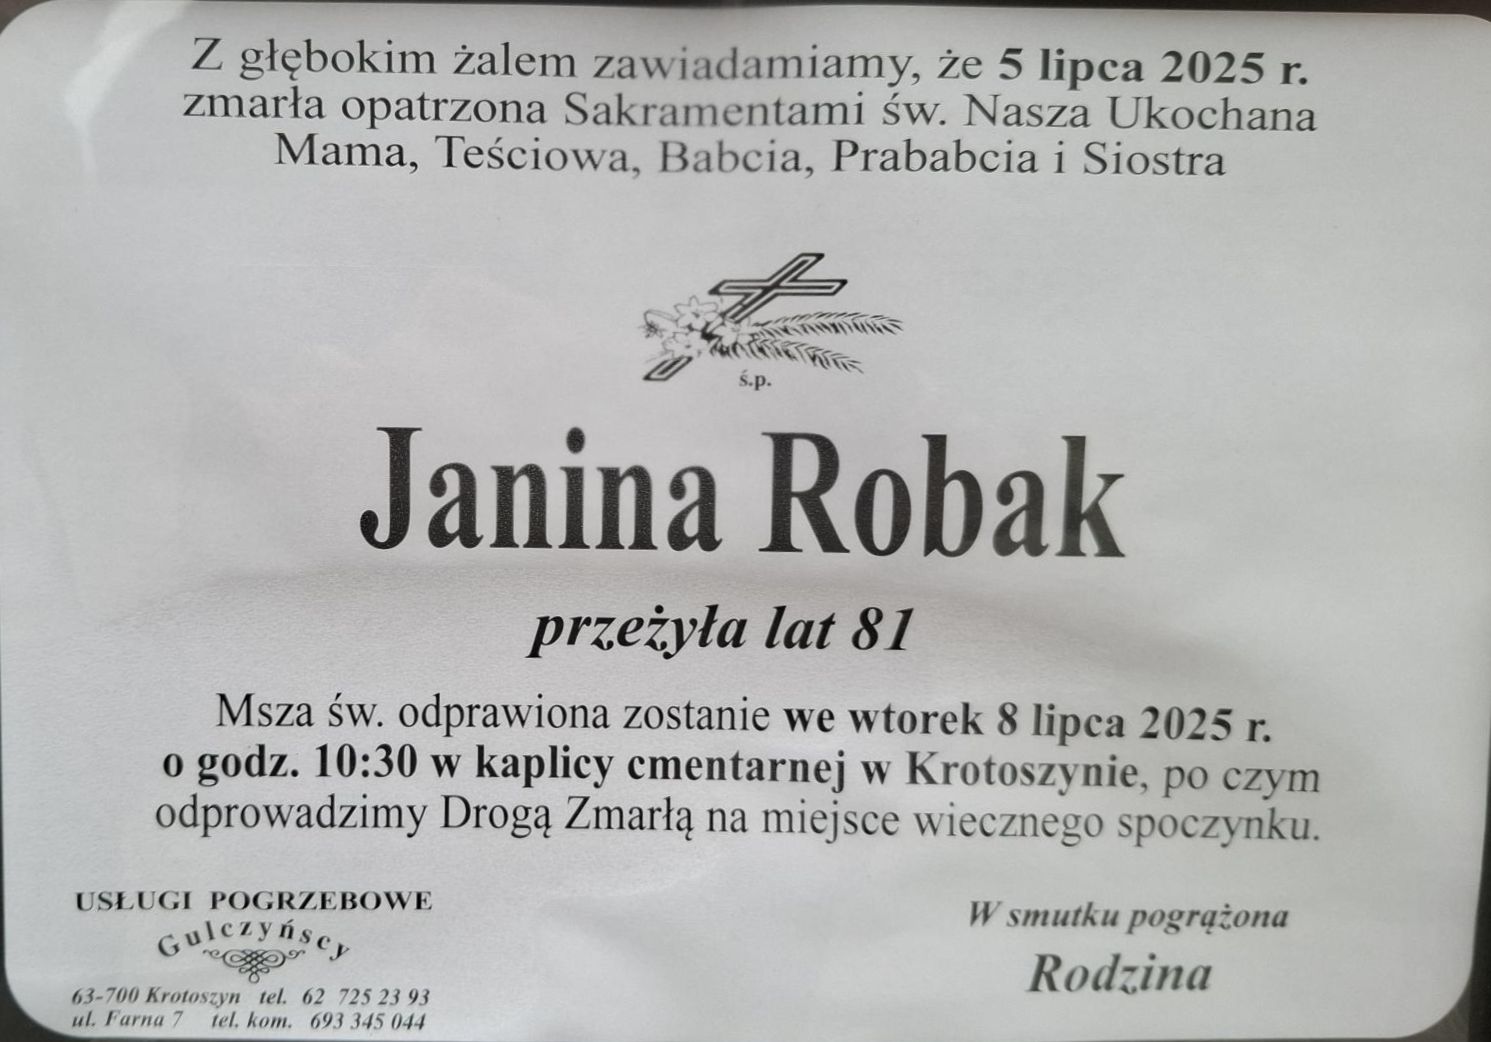 Z głębokim żalem zawiadamiamy, że 5 lipca 2025 r.
zmarła opatrzona Sakramentami św. Nasza Ukochana
Mama, Teściowa, Babcia, Prababcia i Siostra
ś.p.
Janina Robak
przeżyła lat 81
Msza św. odprawiona zostanie we wtorek 8 lipca 2025 r.
o godz. 10:30 w kaplicy cmentarnej w Krotoszynie, po czym
odprowadzimy Drogą Zmarłą na miejsce wiecznego spoczynku.
USŁUGI POGRZEBOWE
Gulczyńscy
63-700 Krotoszyn tel. 62 725 23 93
ul. Farna 7 tel. kom. 693 345 044
W smutku pogrążona
Rodzina